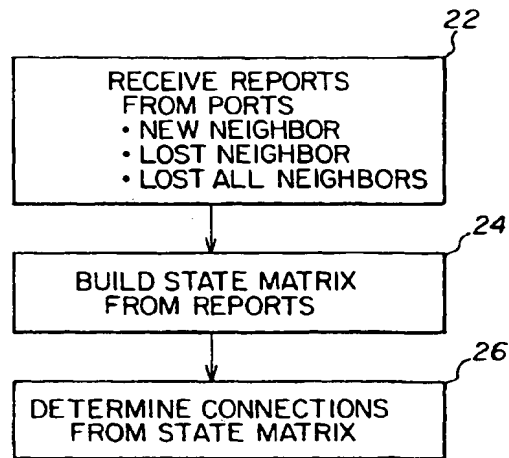 22
RECEIVE REPORTS
FROM PORTS
• NEW NEIGHBOR
• LOST NEIGHBOR
• LOST ALL NEIGHBORS
24
BUILD STATE MATRIX
FROM REPORTS
26
DETERMINE CONNECTIONS
FROM STATE MATRIX